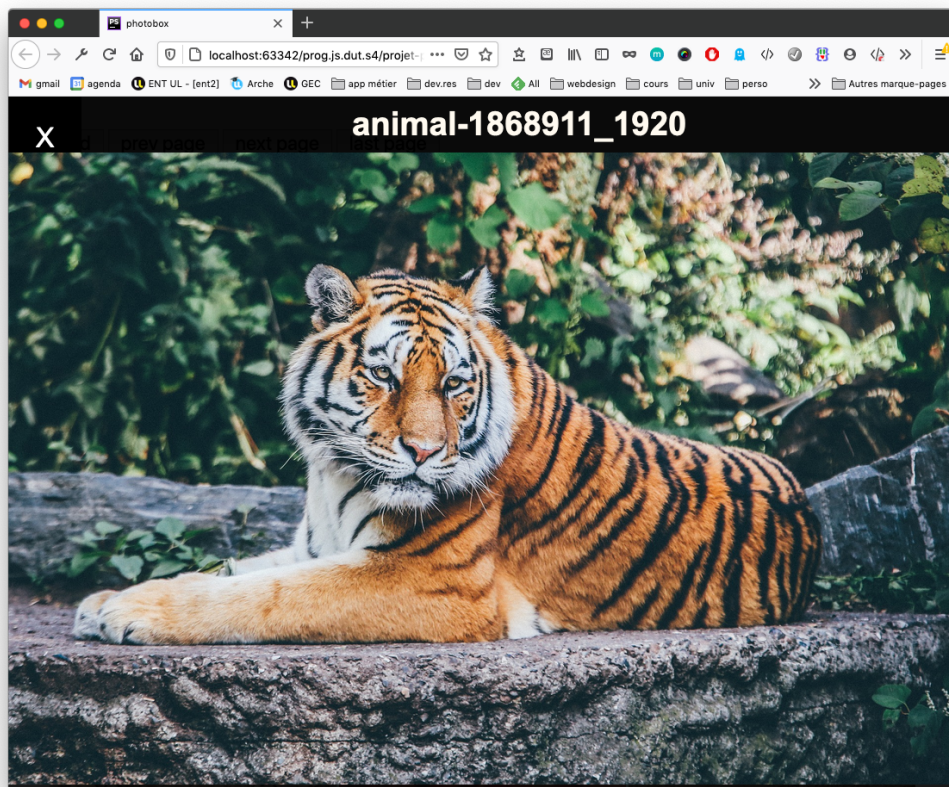 PS photobox
localhost:63342/prog.js.dut.s4/projet-
gmail agenda ENT UL - [ent2] Arche GEC app métier dev.res dev All webdesign cours univ perso Autres marque-pages
X animal-1868911_1920
prev page next page last page